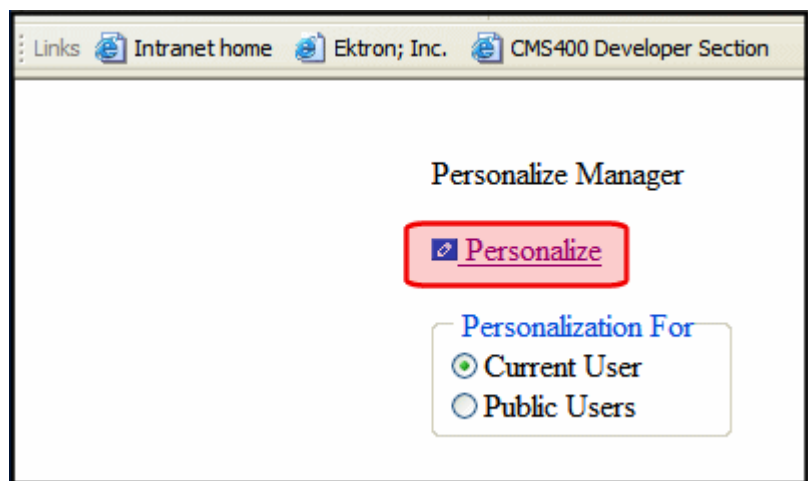 Links Intranet home Ektron; Inc. CMS400 Developer Section
Personalize Manager
Personalize
Personalization For
Current User
Public Users